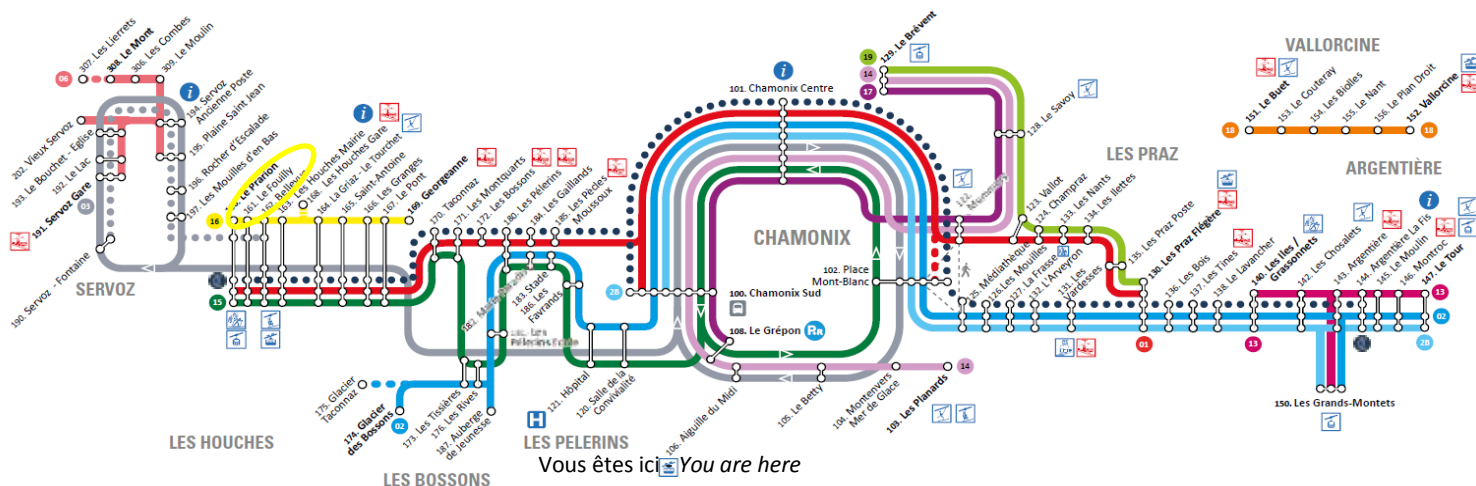 307. Les Lierrets
308. Le Mont
306. Les Combes
309. Le Moulin
06
194. Servoz
Ancienne Poste
195. Plaine Saint Jean
196. Rocher d'Escalade
197. Les Mouilles d'en Bas
202. Vieux Servoz
193. Le Bouchet - Eglise
192. Le Lac
191. Servoz Gare
03
190. Servoz - Fontaine
SERVOZ
i
16
Le Prarion
161. Le Fouilly
162. Bellevue
163. Les Houches Mairie
168. Les Houches Gare
164. La Griaz - Le Tourchet
165. Saint-Antoine
166. Les Granges
167. Le Pont
169. Georgeanne
i
15
LES HOUCHES
170. Taconnaz
171. Les Montquarts
172. Les Bossons
180. Les Pèlerins
184. Les Gaillands
185. Les Pècles
Moussoux
183. Stade
186. Les
Favrands
175. Glacier
Taconnaz
174. Glacier
des Bossons
02
173. Les Tissières
176. Les Rives
187. Auberge
de Jeunesse
LES BOSSONS
121. Hôpital
120. Salle de la
Convivialité
H
LES PELERINS
i
101. Chamonix Centre
CHAMONIX
102. Place
Mont-Blanc
2B
100. Chamonix Sud
108. Le Grépon
106. Aiguille du Midi
105. Le Betty
104. Montenvers
Mer de Glace
103. Les Planards
14
19
14
17
129. Le Brévent
128. Le Savoy
123. Vallot
124. Champraz
133. Les Nants
134. Les Ilettes
LES PRAZ
135. Les Praz Poste
130. Les Praz Flégère
01
125. Médiathèque
126. Les Mouilles
127. La Frasse
132. L'Arveyron
131. Les
Vardesses
136. Les Bois
137. Les Tines
138. Le Lavancher
140. Les Iles /
Grassonnets
13
142. Les Chosalets
143. Argentière
144. Argentière La Fis
145. Le Moulin
146. Montroc
147. Le Tour
13
02
2B
150. Les Grands-Montets
ARGENTIÈRE
i
VALLORCINE
18
151. Le Buet
153. Le Couteray
154. Les Biolles
155. Le Nant
156. Le Plan Droit
152. Vallorcine
18
Vous êtes ici You are here